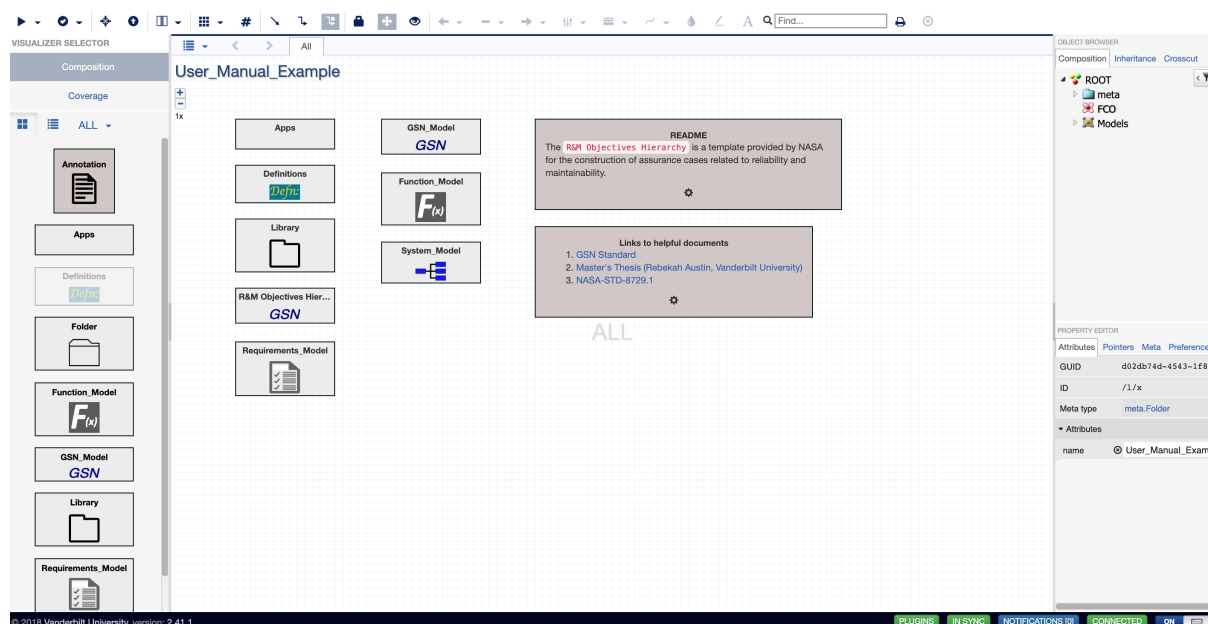 A
Find...
VISUALIZER SELECTOR
Composition
Coverage
ALL
Annotation
Apps
Definitions
Defn:
Folder
Function_Model
F(x)
GSN_Model
GSN
Library
Requirements_Model
All
User_Manual_Example
1x
Apps
Definitions
Defn:
Library
R&M Objectives Hier...
GSN
Requirements_Model
GSN_Model
GSN
Function_Model
F(x)
System_Model
README
The R&M Objectives Hierarchy is a template provided by NASA
for the construction of assurance cases related to reliability and
maintainability.
Links to helpful documents
1. GSN Standard
2. Master's Thesis (Rebekah Austin, Vanderbilt University)
3. NASA-STD-8729.1
ALL
OBJECT BROWSER
Composition Inheritance Crosscut
ROOT
meta
FCO
Models
PROPERTY EDITOR
Attributes Pointers Meta Preference
GUID d02db74d-4543-1f8
ID /1/x
Meta type meta.Folder
Attributes
name User_Manual_Exam
© 2018 Vanderbilt University version: 2.41.1
PLUGINS IN SYNC NOTIFICATIONS [0] CONNECTED ON